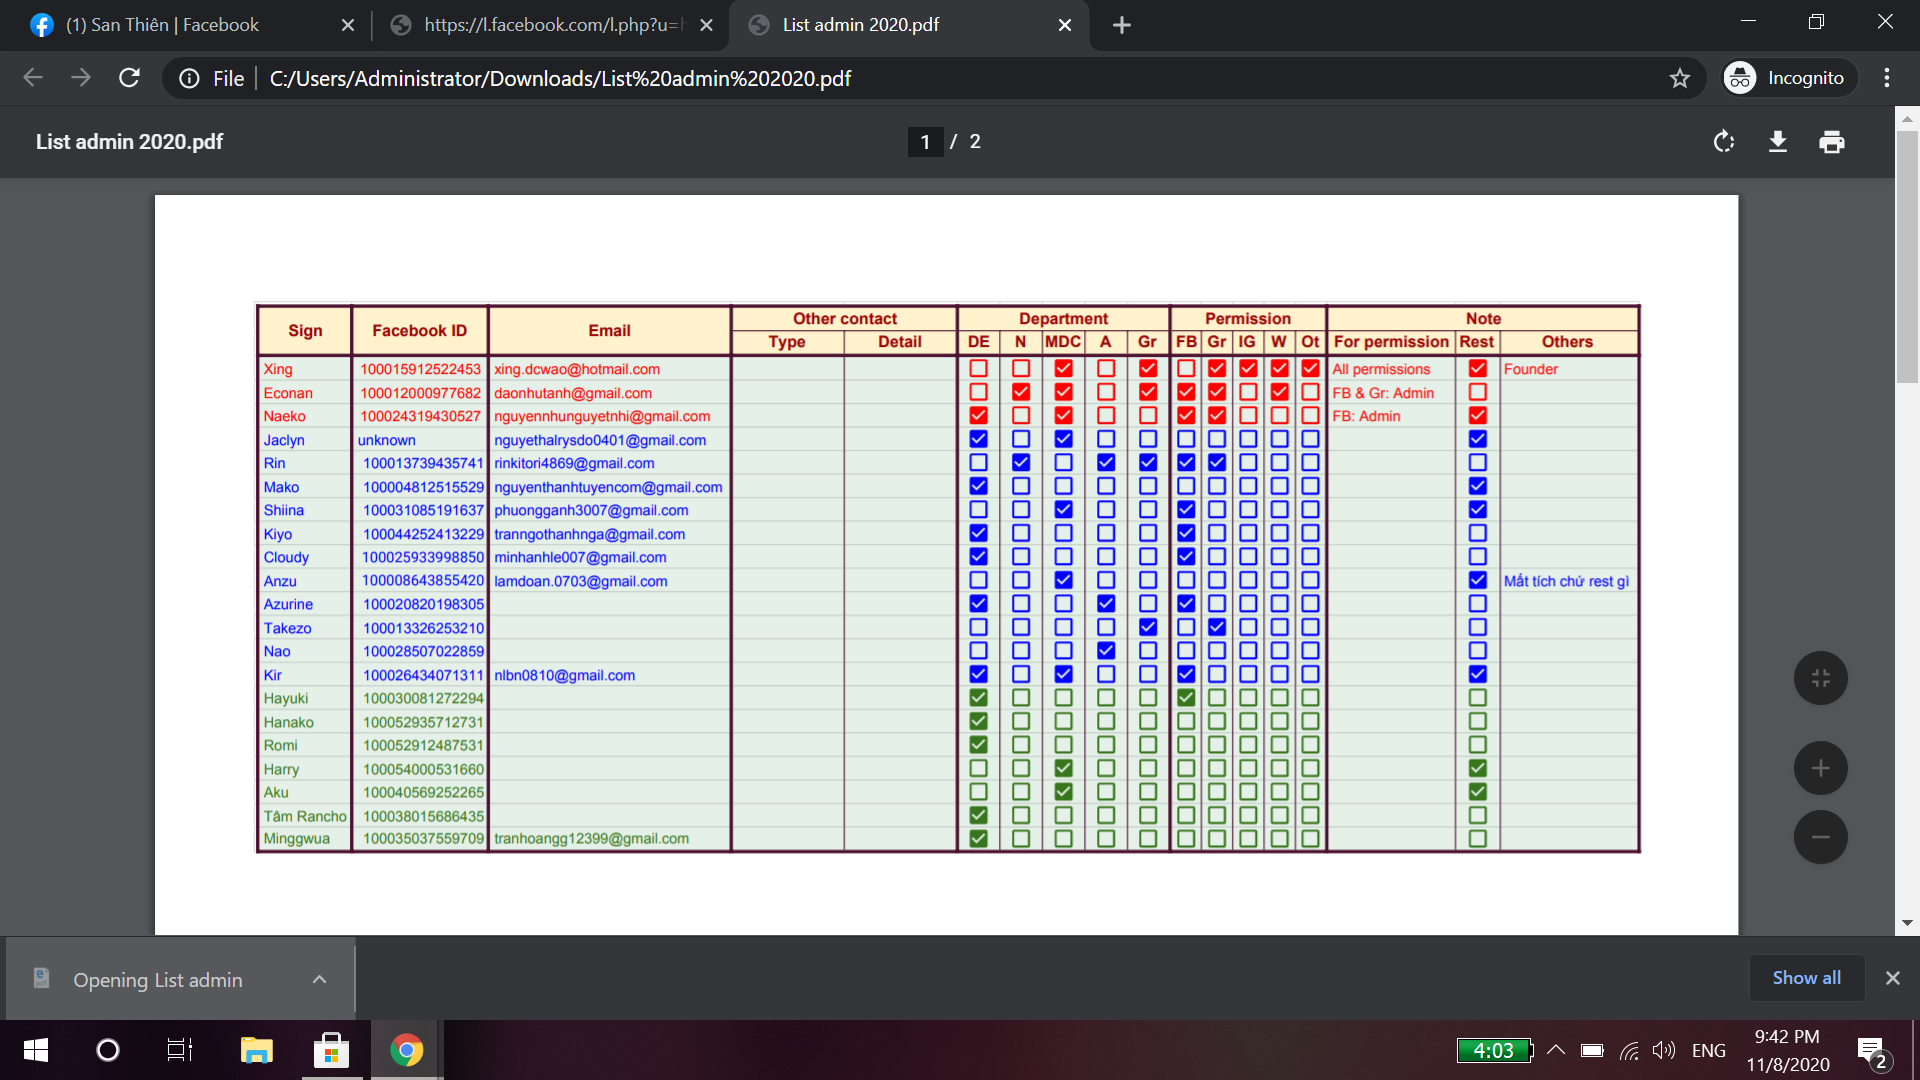 (1) San Thiên | Facebook
https://l.facebook.com/l.php?u=
List admin 2020.pdf
File C:/Users/Administrator/Downloads/List%20admin%202020.pdf
Incognito
List admin 2020.pdf
1 / 2
Sign Facebook ID Email Other contact Department Permission Note
Type Detail DE N MDC A Gr FB Gr IG W Ot For permission Rest Others
Xing 100015912522453 xing.dcwao@hotmail.com All permissions Founder
Econan 100012000977682 daonhutanh@gmail.com FB & Gr: Admin
Naeko 100024319430527 nguyennhunguyetnhi@gmail.com FB: Admin
Jaclyn unknown nguyethalrysdo0401@gmail.com
Rin 100013739435741 rinkitori4869@gmail.com
Mako 100004812515529 nguyenthanhtuyencom@gmail.com
Shiina 100031085191637 phuongganh3007@gmail.com
Kiyo 100044252413229 tranngothanhnga@gmail.com
Cloudy 100025933998850 minhanhle007@gmail.com
Anzu 100008643855420 lamdoan.0703@gmail.com Mất tích chứ rest gì
Azurine 100020820198305
Takezo 100013326253210
Nao 100028507022859
Kir 100026434071311 nlbn0810@gmail.com
Hayuki 100030081272294
Hanako 100052935712731
Romi 100052912487531
Harry 100054000531660
Aku 100040569252265
Tâm Rancho 100038015686435
Minggwua 100035037559709 tranhoangg12399@gmail.com
Opening List admin
Show all
4:03
ENG
9:42 PM
11/8/2020
2